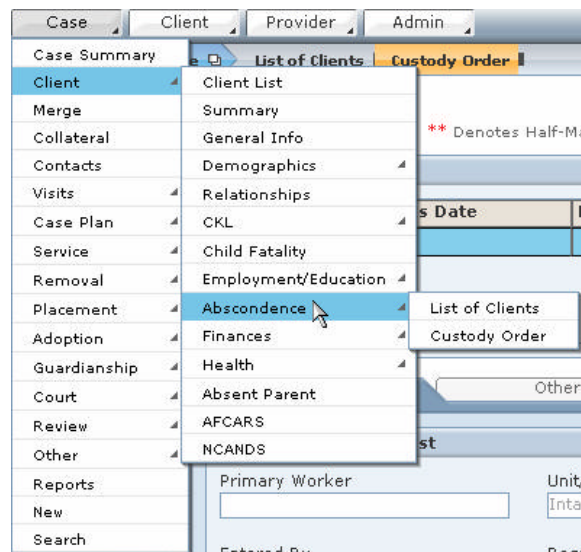 Case Client Provider Admin
Case Summary
Client
Merge
Collateral
Contacts
Visits
Case Plan
Service
Removal
Placement
Adoption
Guardianship
Court
Review
Other
Reports
New
Search
List of Clients Custody Order
Client List
Summary
General Info
Demographics
Relationships
CKL
Child Fatality
Employment/Education
Abscondence
Finances
Health
Absent Parent
AFCARS
NCANDS
List of Clients
Custody Order
** Denotes Half-Ma
s Date
Other
st
Primary Worker
Unit/
Inta
Entered By